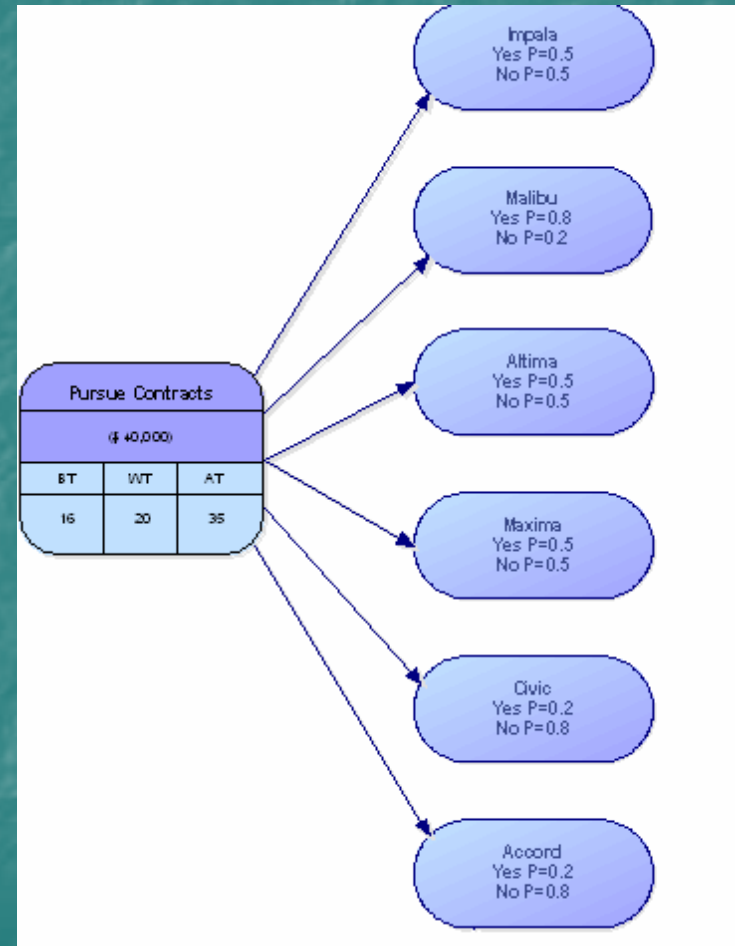 Impala
Yes P=0.5
No P=0.5
Malibu
Yes P=0.8
No P=0.2
Altima
Yes P=0.5
No P=0.5
Pursue Contracts
($ 40,000)
BT WT AT
16 20 35
Maxima
Yes P=0.5
No P=0.5
Civic
Yes P=0.2
No P=0.8
Accord
Yes P=0.2
No P=0.8